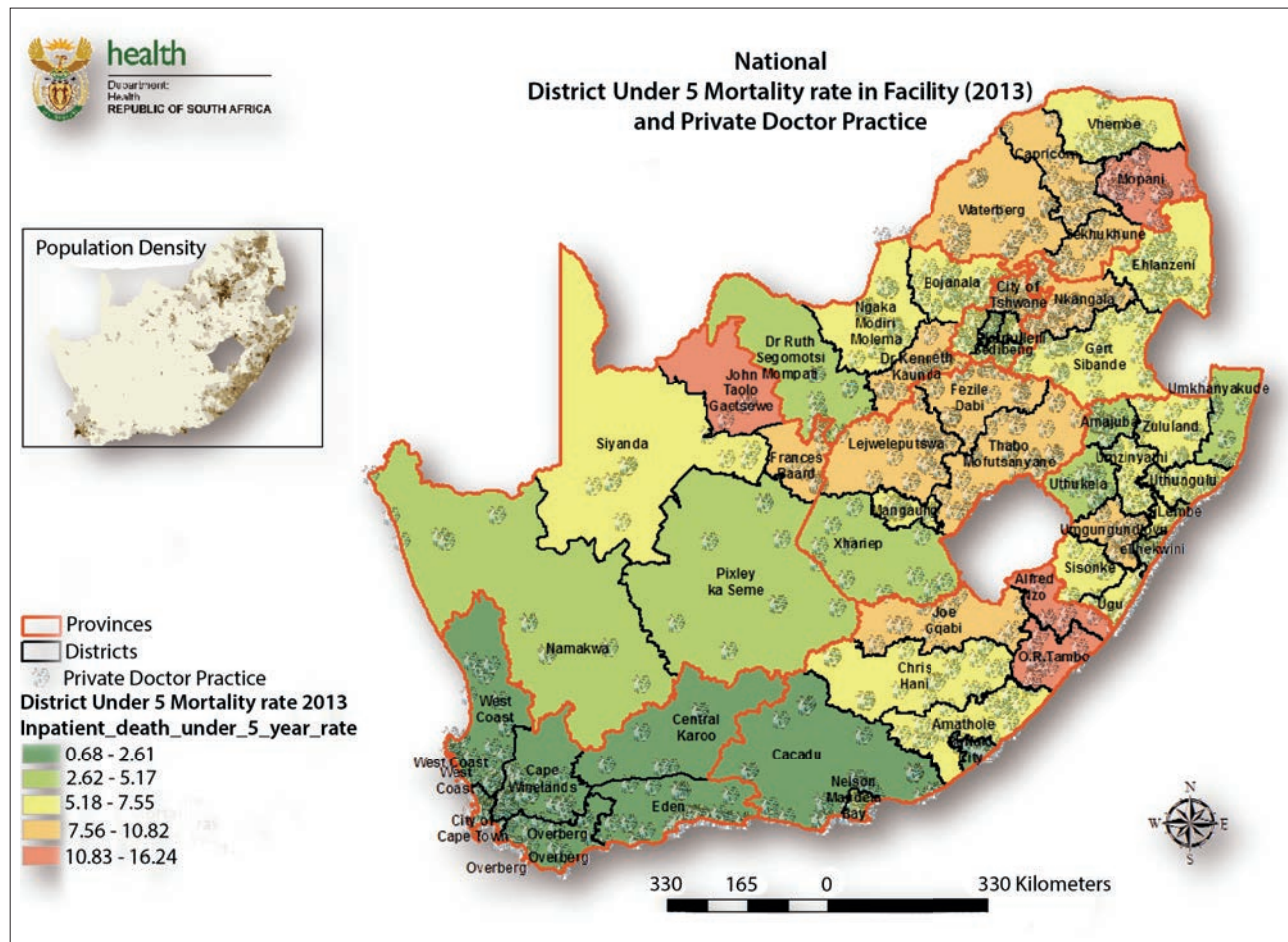 health
Department:
Health
REPUBLIC OF SOUTH AFRICA
National
District Under 5 Mortality rate in Facility (2013)
and Private Doctor Practice
Population Density
Vhembe
Capricorn
Mopani
Waterberg
Sekhukhune
Ehlanzeni
Bojanala
City of
Tshwane
Nkangala
Ngaka
Modiri
Molema
Sedibeng
Gert
Sibande
Dr Ruth
Segomotsi
Mompati
Dr Kenneth
Kaunda
John
Taolo
Gaetsewe
Fezile
Dabi
Umkhanyakude
Amajuba
Zululand
Siyanda
Frances
Baard
Lejweleputswa
Thabo
Mofutsanyane
Umzinyathi
Uthukela
Uthungulu
Mangaung
Lembe
Umgungundlovu
eThekwini
Xhariep
Sisonke
Pixley
ka Seme
Alfred
Nzo
Ugu
Joe
Gqabi
O.R.Tambo
Namakwa
Chris
Hani
Amathole
City
West
Coast
Central
Karoo
Cacadu
West Coast
West
Coast
Cape
Winelands
Nelson
Mandela
Bay
Eden
City of
Cape Town
Overberg
Overberg
Overberg
Provinces
Districts
Private Doctor Practice
District Under 5 Mortality rate 2013
Inpatient_death_under_5_year_rate
0.68 - 2.61
2.62 - 5.17
5.18 - 7.55
7.56 - 10.82
10.83 - 16.24
N
W E
S
330 165 0 330 Kilometers